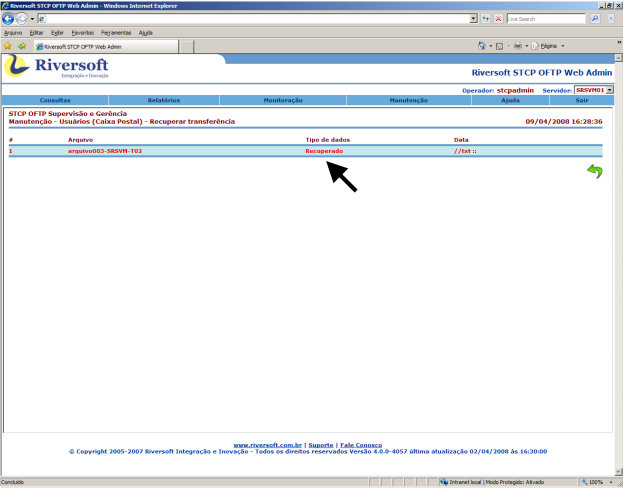 Riversoft STCP OFTP Web Admin - Windows Internet Explorer
Live Search
Arquivo Editar Exibir Favoritos Ferramentas Ajuda
Riversoft STCP OFTP Web Admin
Página
Riversoft
Integração e Inovação
Riversoft STCP OFTP Web Admin
Operador: stcpadmin Servidor: SRSVM01
Consultas Relatórios Monitoração Manutenção Ajuda Sair
STCP OFTP Supervisão e Gerência
Manutenção - Usuários (Caixa Postal) - Recuperar transferência 09/04/2008 16:28:36
# Arquivo Tipo de dados Data
1 arquivo003-SRSVM-T02 Recuperado //txt ::
www.riversoft.com.br | Suporte | Fale Conosco
© Copyright 2005-2007 Riversoft Integração e Inovação - Todos os direitos reservados Versão 4.0.0-4057 última atualização 02/04/2008 às 16:30:00
Concluído Intranet local | Modo Protegido: Ativado 100%